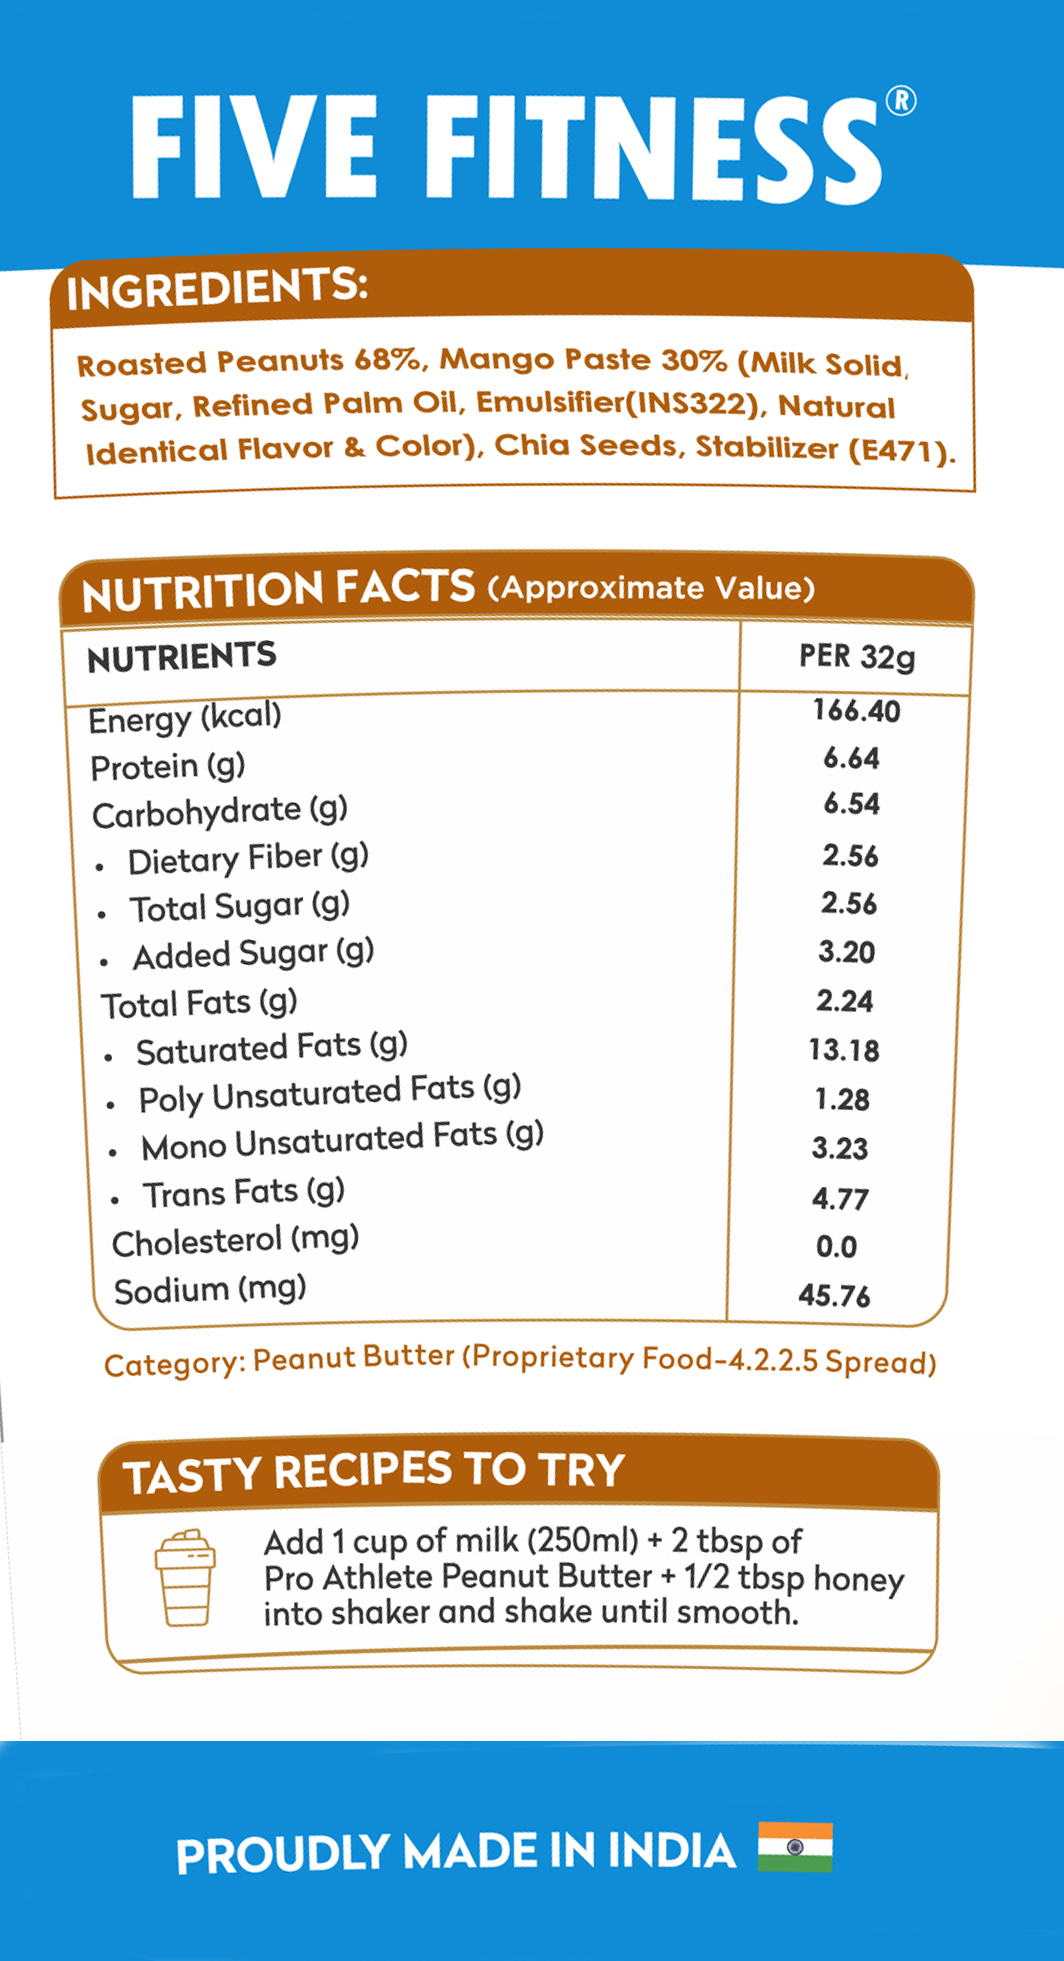 FIVE FITNESS®
INGREDIENTS:
Roasted Peanuts 68%, Mango Paste 30% (Milk Solid,
Sugar, Refined Palm Oil, Emulsifier(INS322), Natural
Identical Flavor & Color), Chia Seeds, Stabilizer (E471).
NUTRITION FACTS (Approximate Value)
NUTRIENTS PER 32g
Energy (kcal) 166.40
Protein (g) 6.64
Carbohydrate (g) 6.54
• Dietary Fiber (g) 2.56
• Total Sugar (g) 2.56
• Added Sugar (g) 3.20
Total Fats (g) 2.24
• Saturated Fats (g) 13.18
• Poly Unsaturated Fats (g) 1.28
• Mono Unsaturated Fats (g) 3.23
• Trans Fats (g) 4.77
Cholesterol (mg) 0.0
Sodium (mg) 45.76
Category: Peanut Butter (Proprietary Food-4.2.2.5 Spread)
TASTY RECIPES TO TRY
Add 1 cup of milk (250ml) + 2 tbsp of
Pro Athlete Peanut Butter + 1/2 tbsp honey
into shaker and shake until smooth.
PROUDLY MADE IN INDIA